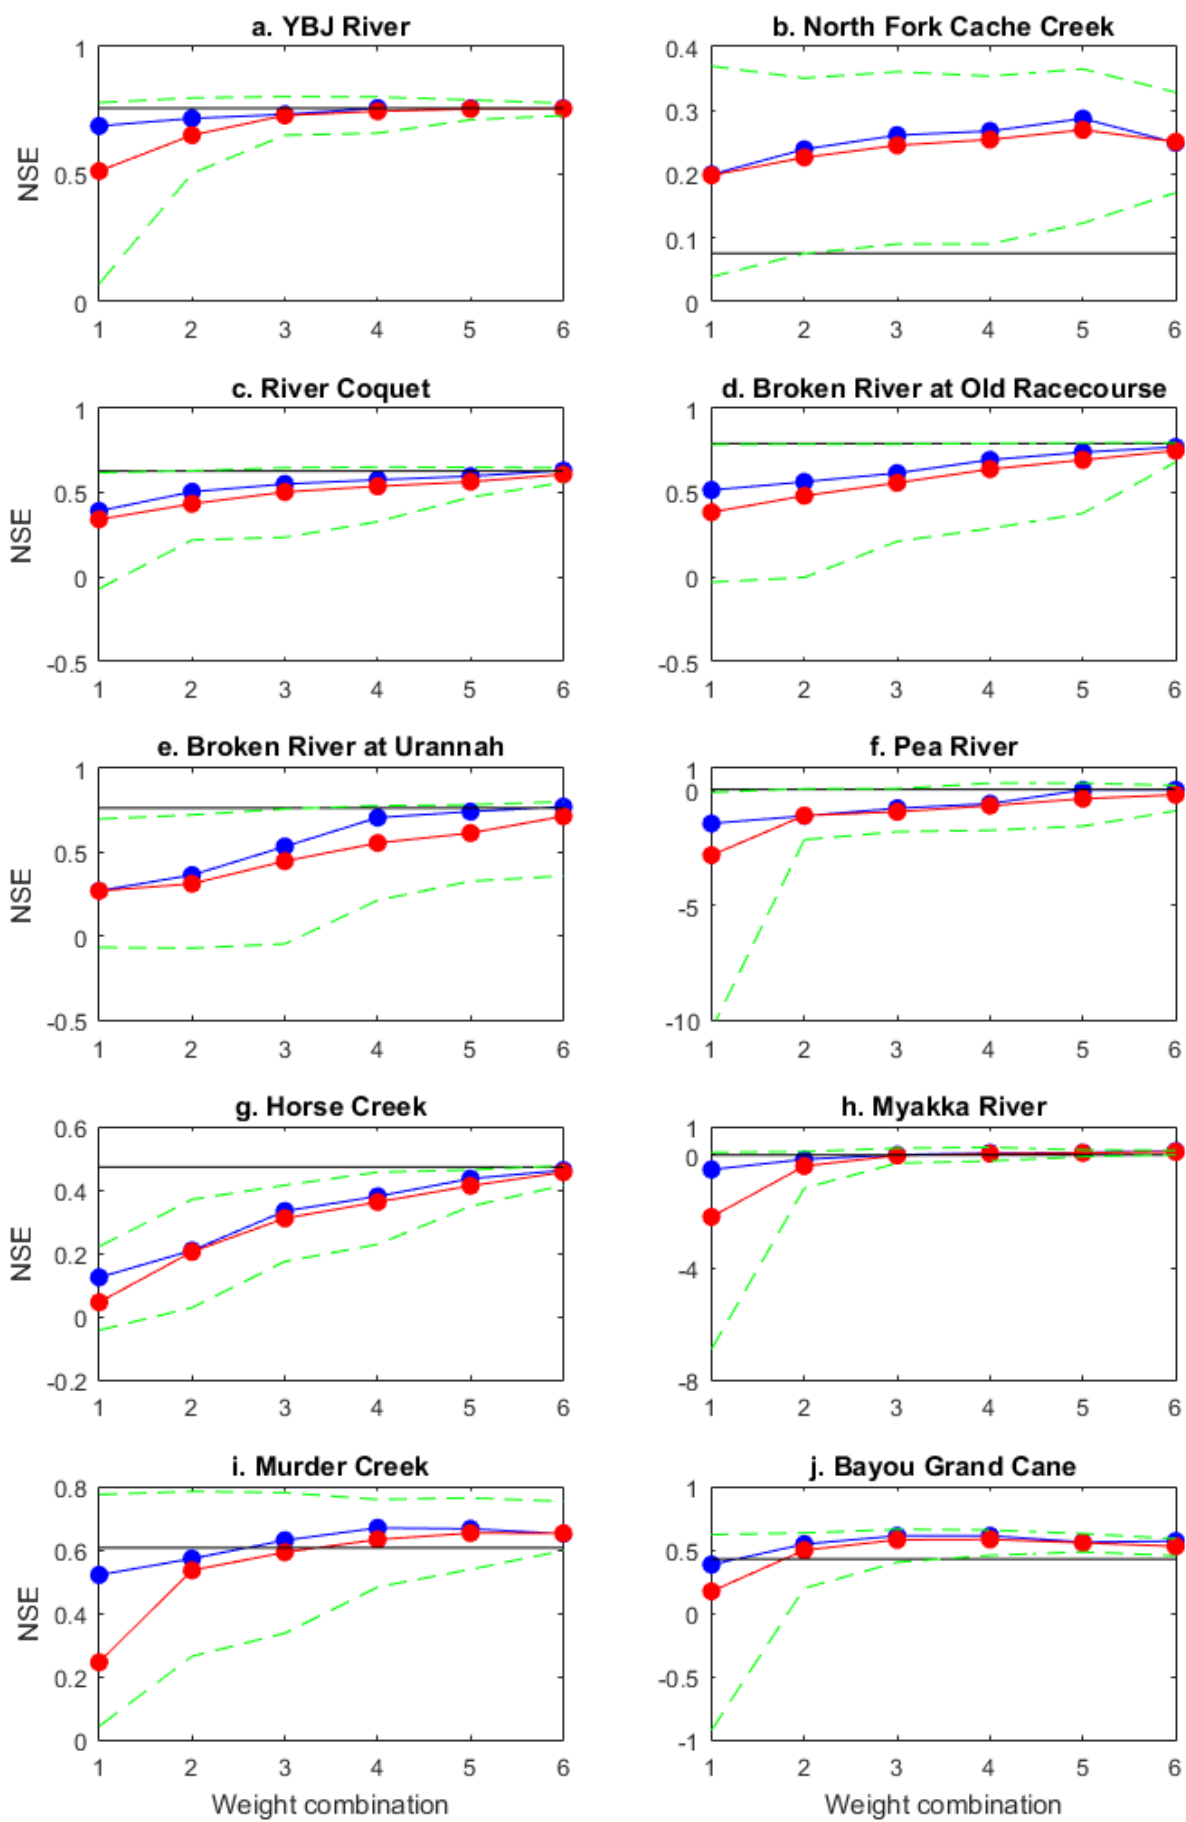 a. YBJ River
1
0.5
0
NSE
1 2 3 4 5 6
b. North Fork Cache Creek
0.4
0.3
0.2
0.1
0
1 2 3 4 5 6
c. River Coquet
1
0.5
0
-0.5
NSE
1 2 3 4 5 6
d. Broken River at Old Racecourse
1
0.5
0
-0.5
1 2 3 4 5 6
e. Broken River at Urannah
1
0.5
0
-0.5
NSE
1 2 3 4 5 6
f. Pea River
1
0
-5
-10
1 2 3 4 5 6
g. Horse Creek
0.6
0.4
0.2
0
-0.2
NSE
1 2 3 4 5 6
h. Myakka River
1
0
-4
-8
1 2 3 4 5 6
i. Murder Creek
0.8
0.6
0.4
0.2
0
NSE
1 2 3 4 5 6
Weight combination
j. Bayou Grand Cane
1
0.5
0
-0.5
-1
1 2 3 4 5 6
Weight combination